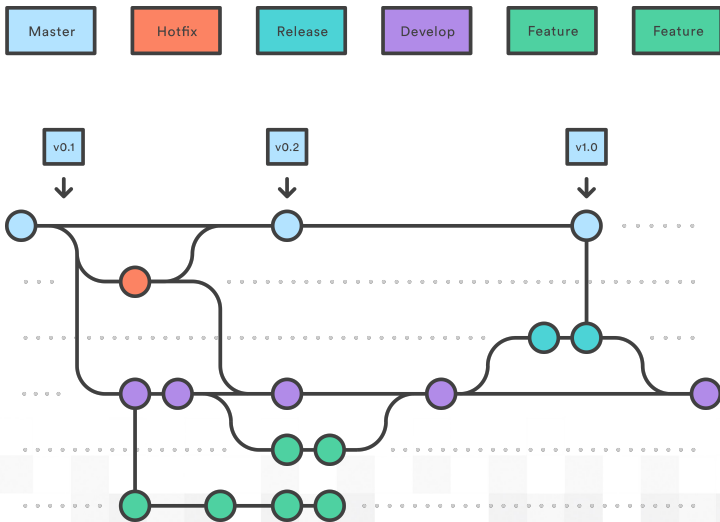 Master
Hotfix
Release
Develop
Feature
Feature
v0.1
v0.2
v1.0